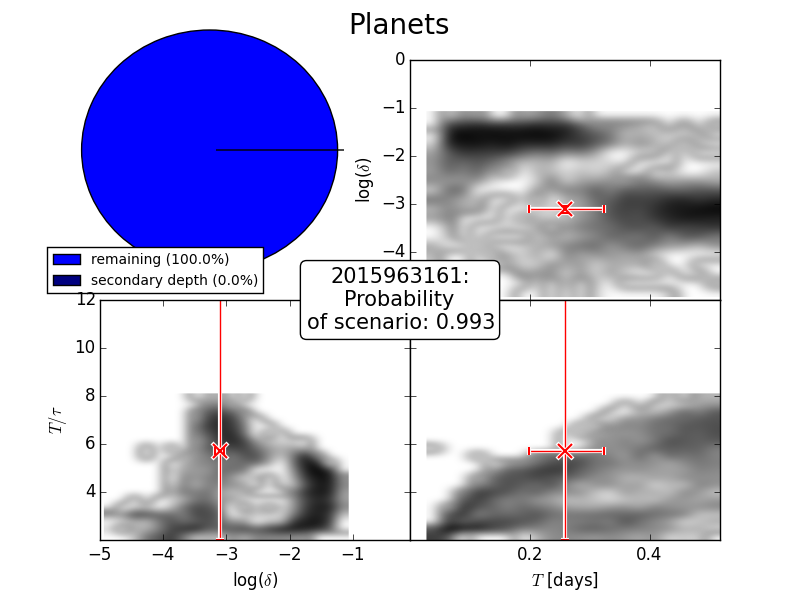 Planets
remaining (100.0%)
secondary depth (0.0%)
0
−1
−2
−3
−4
log(δ)
2015963161:
Probability
of scenario: 0.993
12
10
8
6
4
T/τ
−5
−4
−3
−2
−1
log(δ)
0.2
0.4
T [days]